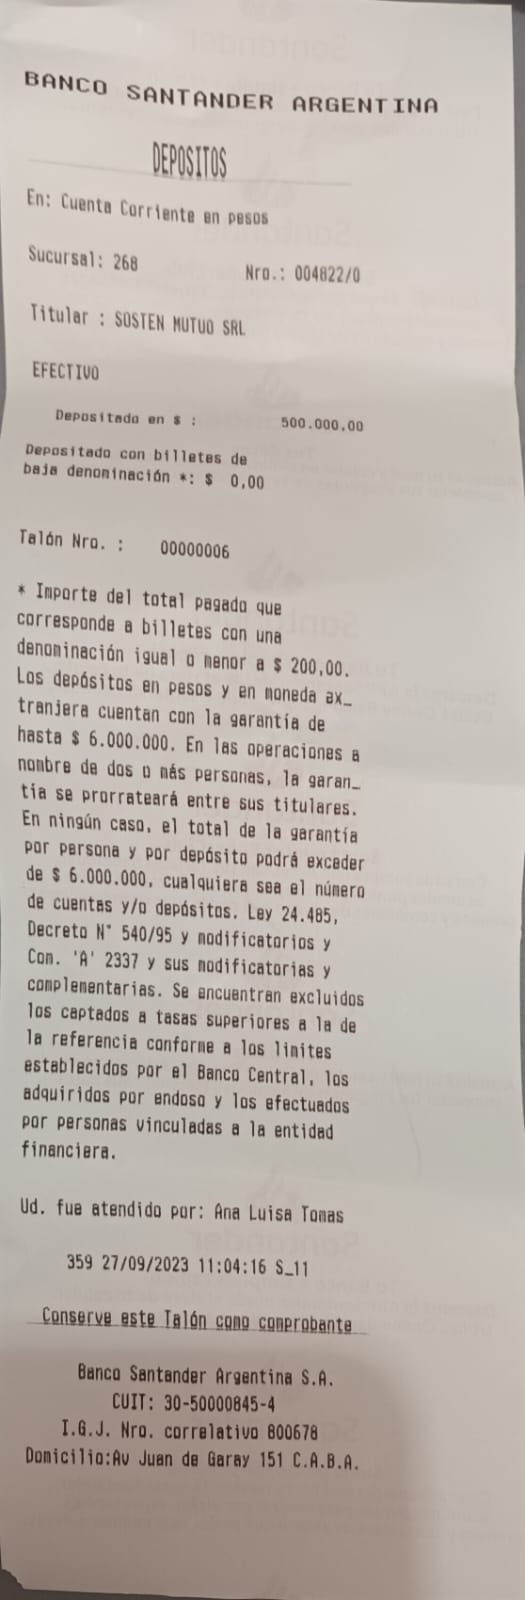 BANCO SANTANDER ARGENTINA
DEPOSITOS
En: Cuenta Corriente en pesos
Sucursal: 268 Nro.: 004822/0
Titular : SOSTEN MUTUO SRL
EFECTIVO
Depositado en $ : 500.000,00
Depositado con billetes de
baja denominación *: $ 0,00
Talón Nro. : 00000006
* Importe del total pagado que
corresponde a billetes con una
denominación igual o menor a $ 200,00.
Los depósitos en pesos y en moneda ex_
tranjera cuentan con la garantía de
hasta $ 6.000.000. En las operaciones a
nombre de dos o más personas, la garan_
tía se prorrateará entre sus titulares.
En ningún caso, el total de la garantía
por persona y por depósito podrá exceder
de $ 6.000.000, cualquiera sea el número
de cuentas y/o depósitos. Ley 24.485,
Decreto N° 540/95 y modificatorios y
Com. 'A' 2337 y sus modificatorias y
complementarias. Se encuentran excluidos
los captados a tasas superiores a la de
la referencia conforme a los limites
establecidos por el Banco Central, los
adquiridos por endoso y los efectuados
por personas vinculadas a la entidad
financiera.
Ud. fue atendido por: Ana Luisa Tomas
359 27/09/2023 11:04:16 S_11
Conserve este Talón como comprobante
Banco Santander Argentina S.A.
CUIT: 30-50000845-4
I.G.J. Nro. correlativo 800678
Domicilio:Av Juan de Garay 151 C.A.B.A.